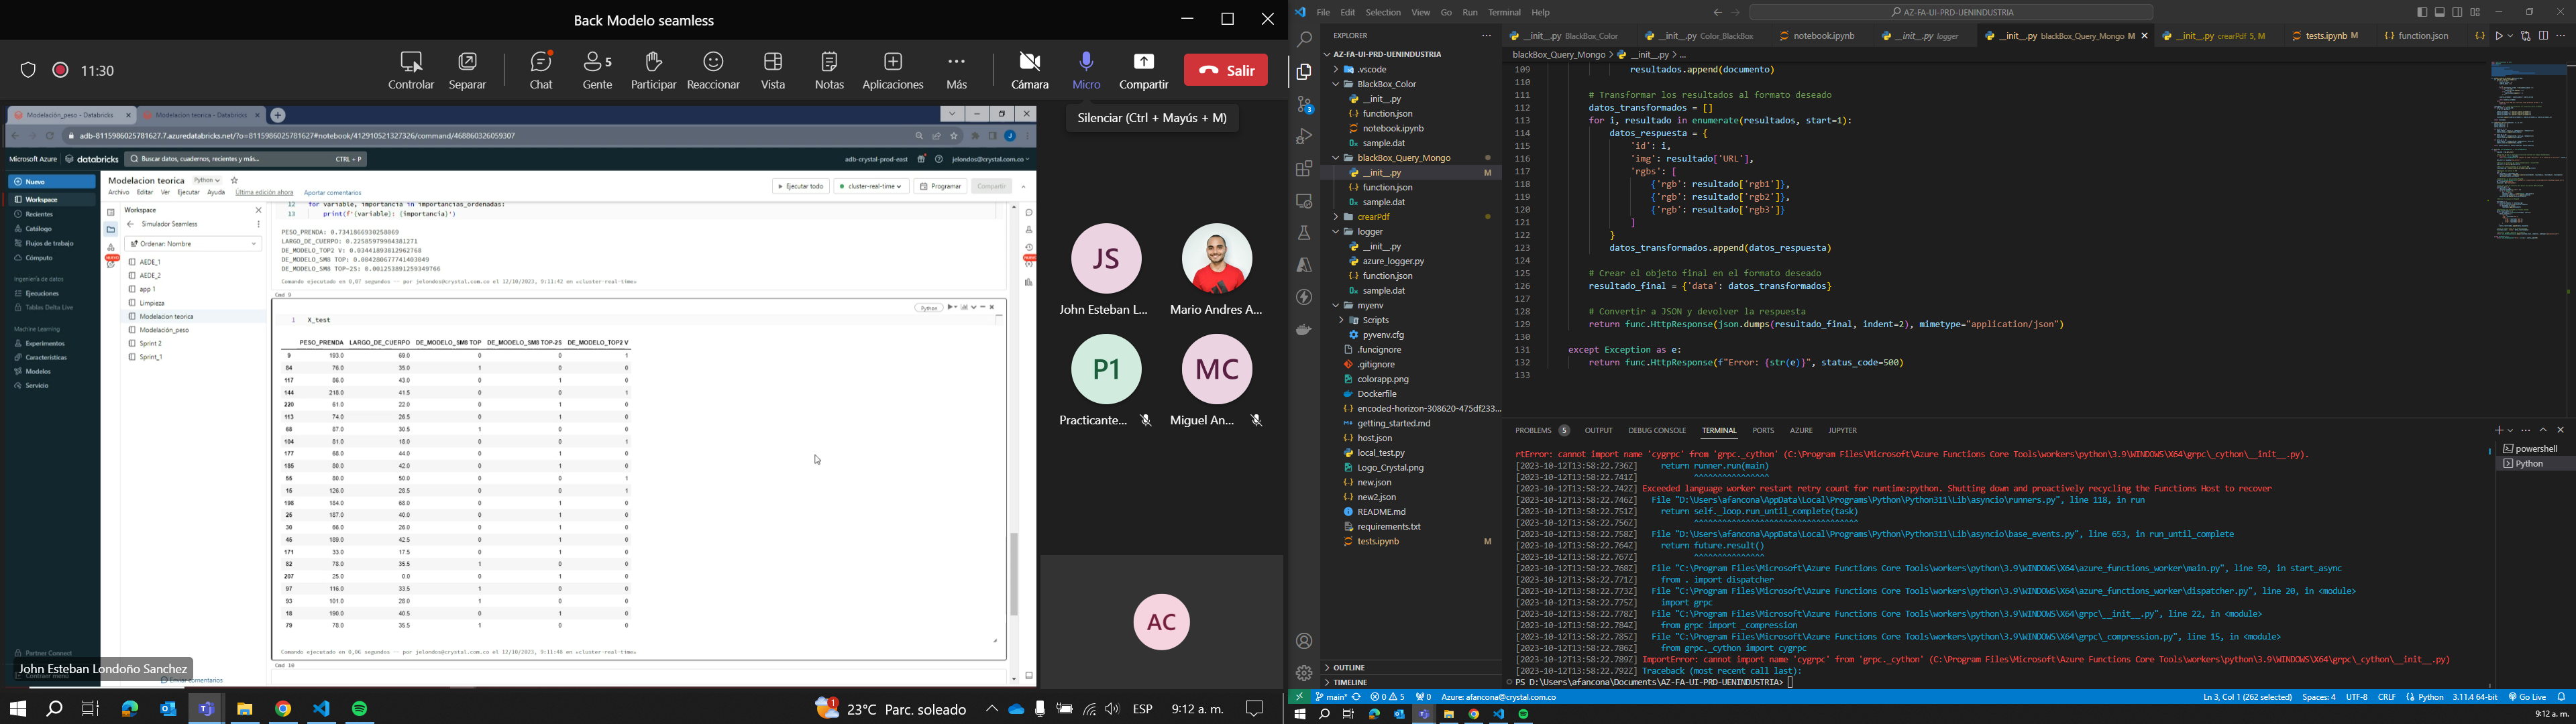 Back Modelo seamless
11:30
Controlar
Separar
Chat
5
Gente
Participar
Reaccionar
Vista
Notas
Aplicaciones
Más
Cámara
Micro
Compartir
Salir
Silenciar (Ctrl + Mayús + M)
Modelación_peso - Databricks
Modelacion teorica - Databricks
adb-8115986025781627.7.azuredatabricks.net/?o=8115986025781627#notebook/412910521327326/command/468860326059307
Microsoft Azure
databricks
Buscar datos, cuadernos, recientes y más...
CTRL + P
adb-crystal-prod-east
jelondos@crystal.com.co
Nuevo
Workspace
Recientes
Catálogo
Flujos de trabajo
Cómputo
Ingeniería de datos
Ejecuciones
Tablas Delta Live
Machine Learning
Experimentos
Características
Modelos
Servicio
Partner Connect
Modelacion teorica
Python
Archivo Editar Ver Ejecutar Ayuda Última edición ahora Aportar comentarios
Ejecutar todo
cluster-real-time
Programar
Compartir
Workspace
Simulador Seamless
Ordenar: Nombre
AEDE_1
AEDE_2
app 1
Limpieza
Modelacion teorica
Modelación_peso
Sprint 2
Sprint_1
12 for variable, importancia in importancias_ordenadas:
13 print(f'{variable}: {importancia}')
PESO_PRENDA: 0.7341866930258069
LARGO_DE_CUERPO: 0.22585979984381271
DE_MODELO_TOP2 V: 0.03441893812962768
DE_MODELO_SM8 TOP: 0.004280677741403849
DE_MODELO_SM8 TOP-2S: 0.001253891259349766
Comando ejecutado en 0,07 segundos -- por jelondos@crystal.com.co el 12/10/2023, 9:11:42 en «cluster-real-time»
Cmd 9
Python
1 X_test
PESO_PRENDA LARGO_DE_CUERPO DE_MODELO_SM8 TOP DE_MODELO_SM8 TOP-2S DE_MODELO_TOP2 V
9 193.0 69.0 0 0 1
84 76.0 35.0 1 0 0
117 86.0 43.0 0 1 0
144 218.0 41.5 0 1 0
220 61.0 22.0 0 1 0
113 74.0 26.5 0 1 0
68 87.0 30.5 1 0 0
104 81.0 18.0 0 0 1
177 68.0 44.0 0 1 0
185 80.0 42.0 0 1 0
55 80.0 50.0 0 0 1
15 126.0 28.5 0 0 1
198 184.0 66.0 0 1 0
25 187.0 40.0 0 1 0
30 66.0 26.0 0 1 0
45 109.0 42.5 0 1 0
171 33.0 17.5 0 1 0
82 78.0 35.5 1 0 0
207 25.0 0.0 0 1 0
97 116.0 33.5 1 0 0
93 101.0 26.0 1 0 0
18 190.0 40.5 0 1 0
79 78.0 35.5 1 0 0
Comando ejecutado en 0,06 segundos -- por jelondos@crystal.com.co el 12/10/2023, 9:11:48 en «cluster-real-time»
Cmd 10
John Esteban Londoño Sanchez
Enviar comentarios
JS
John Esteban L...
Mario Andres A...
P1
Practicante...
MC
Miguel An...
AC
23°C Parc. soleado
ESP
9:12 a. m.
File Edit Selection View Go Run Terminal Help
AZ-FA-UI-PRD-UENINDUSTRIA
EXPLORER
AZ-FA-UI-PRD-UENINDUSTRIA
.vscode
BlackBox_Color
__init__.py
function.json
notebook.ipynb
sample.dat
blackBox_Query_Mongo
__init__.py M
function.json
sample.dat
crearPdf
logger
__init__.py
azure_logger.py
function.json
sample.dat
myenv
Scripts
pyvenv.cfg
.funcignore
.gitignore
colorapp.png
Dockerfile
encoded-horizon-308620-475df233...
getting_started.md
host.json
local_test.py
Logo_Crystal.png
new.json
new2.json
README.md
requirements.txt
tests.ipynb M
OUTLINE
TIMELINE
__init__.py BlackBox_Color
__init__.py Color_BlackBox
notebook.ipynb
__init__.py logger
__init__.py blackBox_Query_Mongo M
__init__.py crearPdf 5, M
tests.ipynb M
function.json
blackBox_Query_Mongo > __init__.py > ...
109 resultados.append(documento)
110
111 # Transformar los resultados al formato deseado
112 datos_transformados = []
113 for i, resultado in enumerate(resultados, start=1):
114 datos_respuesta = {
115 'id': i,
116 'img': resultado['URL'],
117 'rgbs': [
118 {'rgb': resultado['rgb1']},
119 {'rgb': resultado['rgb2']},
120 {'rgb': resultado['rgb3']}
121 ]
122 }
123 datos_transformados.append(datos_respuesta)
124
125 # Crear el objeto final en el formato deseado
126 resultado_final = {'data': datos_transformados}
127
128 # Convertir a JSON y devolver la respuesta
129 return func.HttpResponse(json.dumps(resultado_final, indent=2), mimetype="application/json")
130
131 except Exception as e:
132 return func.HttpResponse(f"Error: {str(e)}", status_code=500)
133
PROBLEMS 5 OUTPUT DEBUG CONSOLE TERMINAL PORTS AZURE JUPYTER
powershell
Python
rtError: cannot import name 'cygrpc' from 'grpc._cython' (C:\Program Files\Microsoft\Azure Functions Core Tools\workers\python\3.9\WINDOWS\X64\grpc\_cython\__init__.py).
[2023-10-12T13:58:22.736Z] return runner.run(main)
[2023-10-12T13:58:22.741Z] ^^^^^^^^^^^^^^^^
[2023-10-12T13:58:22.742Z] Exceeded language worker restart retry count for runtime:python. Shutting down and proactively recycling the Functions Host to recover
[2023-10-12T13:58:22.746Z] File "D:\Users\afancona\AppData\Local\Programs\Python\Python311\Lib\asyncio\runners.py", line 118, in run
[2023-10-12T13:58:22.751Z] return self._loop.run_until_complete(task)
[2023-10-12T13:58:22.756Z] ^^^^^^^^^^^^^^^^^^^^^^^^^^^^^^^^^^^
[2023-10-12T13:58:22.758Z] File "D:\Users\afancona\AppData\Local\Programs\Python\Python311\Lib\asyncio\base_events.py", line 653, in run_until_complete
[2023-10-12T13:58:22.764Z] return future.result()
[2023-10-12T13:58:22.767Z] ^^^^^^^^^^^^^^^
[2023-10-12T13:58:22.768Z] File "C:\Program Files\Microsoft\Azure Functions Core Tools\workers\python\3.9\WINDOWS\X64\azure_functions_worker\main.py", line 59, in start_async
[2023-10-12T13:58:22.771Z] from . import dispatcher
[2023-10-12T13:58:22.773Z] File "C:\Program Files\Microsoft\Azure Functions Core Tools\workers\python\3.9\WINDOWS\X64\azure_functions_worker\dispatcher.py", line 20, in <module>
[2023-10-12T13:58:22.775Z] import grpc
[2023-10-12T13:58:22.778Z] File "C:\Program Files\Microsoft\Azure Functions Core Tools\workers\python\3.9\WINDOWS\X64\grpc\__init__.py", line 22, in <module>
[2023-10-12T13:58:22.784Z] from grpc import _compression
[2023-10-12T13:58:22.785Z] File "C:\Program Files\Microsoft\Azure Functions Core Tools\workers\python\3.9\WINDOWS\X64\grpc\_compression.py", line 15, in <module>
[2023-10-12T13:58:22.786Z] from grpc._cython import cygrpc
[2023-10-12T13:58:22.789Z] ImportError: cannot import name 'cygrpc' from 'grpc._cython' (C:\Program Files\Microsoft\Azure Functions Core Tools\workers\python\3.9\WINDOWS\X64\grpc\_cython\__init__.py)
[2023-10-12T13:58:22.792Z] Traceback (most recent call last):
PS D:\Users\afancona\Documents\AZ-FA-UI-PRD-UENINDUSTRIA>
main* 0 5 0 Azure: afancona@crystal.com.co
Ln 3, Col 1 (262 selected) Spaces: 4 UTF-8 CRLF Python 3.11.4 64-bit Go Live
9:12 a. m.